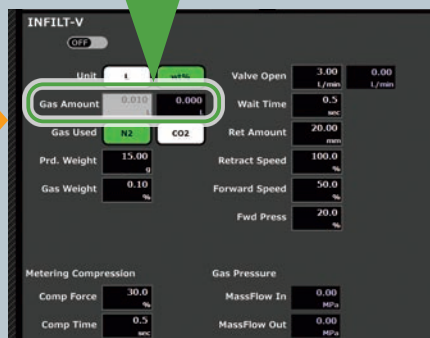 INFILT-V
OFF
Unit L wt% Valve Open 3.00 L/min 0.00 L/min
Gas Amount 0.010 L 0.000 L Wait Time 0.5 sec
Gas Used N2 CO2 Ret Amount 20.00 mm
Prd. Weight 15.00 g Retract Speed 100.0 %
Gas Weight 0.10 % Forward Speed 50.0 %
Fwd Press 20.0 %
Metering Compression Gas Pressure
Comp Force 30.0 % MassFlow In 0.00 MPa
Comp Time 0.5 sec MassFlow Out 0.00 MPa